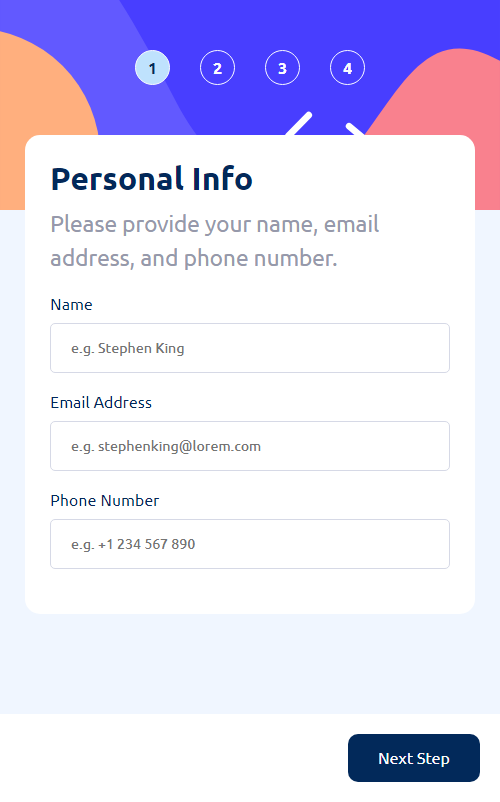 1 2 3 4
Personal Info
Please provide your name, email
address, and phone number.
Name
e.g. Stephen King
Email Address
e.g. stephenking@lorem.com
Phone Number
e.g. +1 234 567 890
Next Step